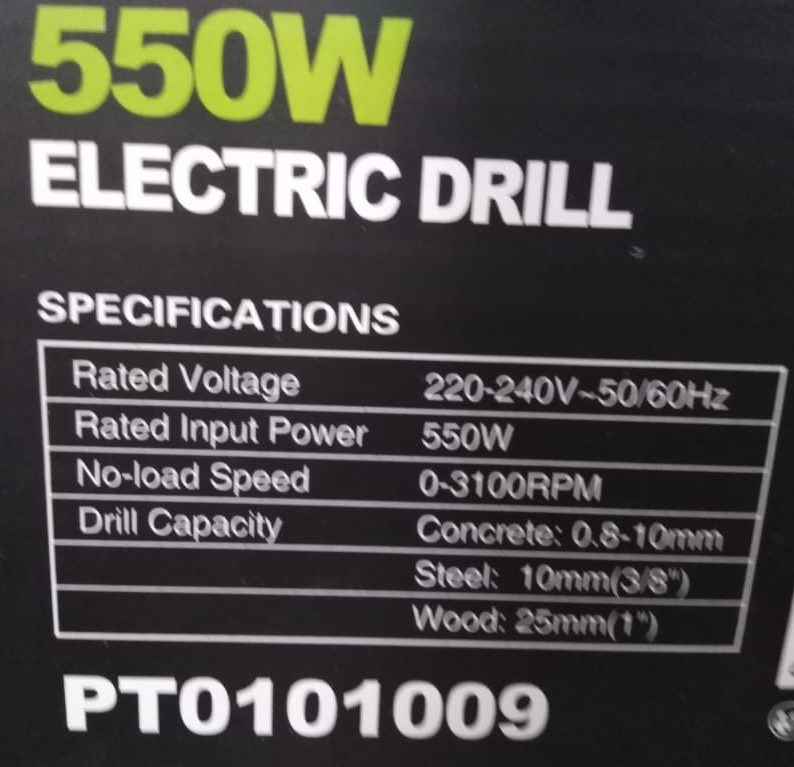 550W
ELECTRIC DRILL
SPECIFICATIONS
Rated Voltage 220-240V~50/60Hz
Rated Input Power 550W
No-load Speed 0-3100RPM
Drill Capacity Concrete: 0.8-10mm
Steel: 10mm(3/8")
Wood: 25mm(1")
PT0101009